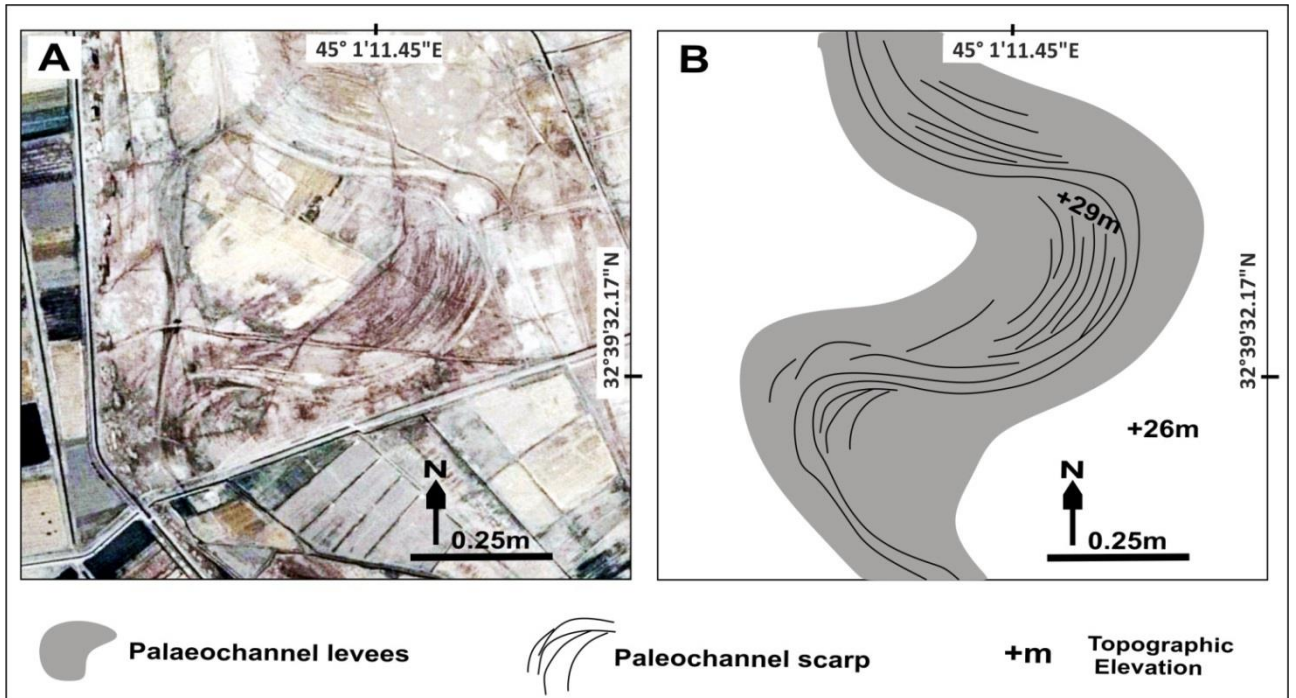 A
45° 1'11.45"E
32°39'32.17"N
N
0.25m
B
45° 1'11.45"E
+29m
32°39'32.17"N
+26m
N
0.25m
Palaeochannel levees
Paleochannel scarp
+m
Topographic
Elevation